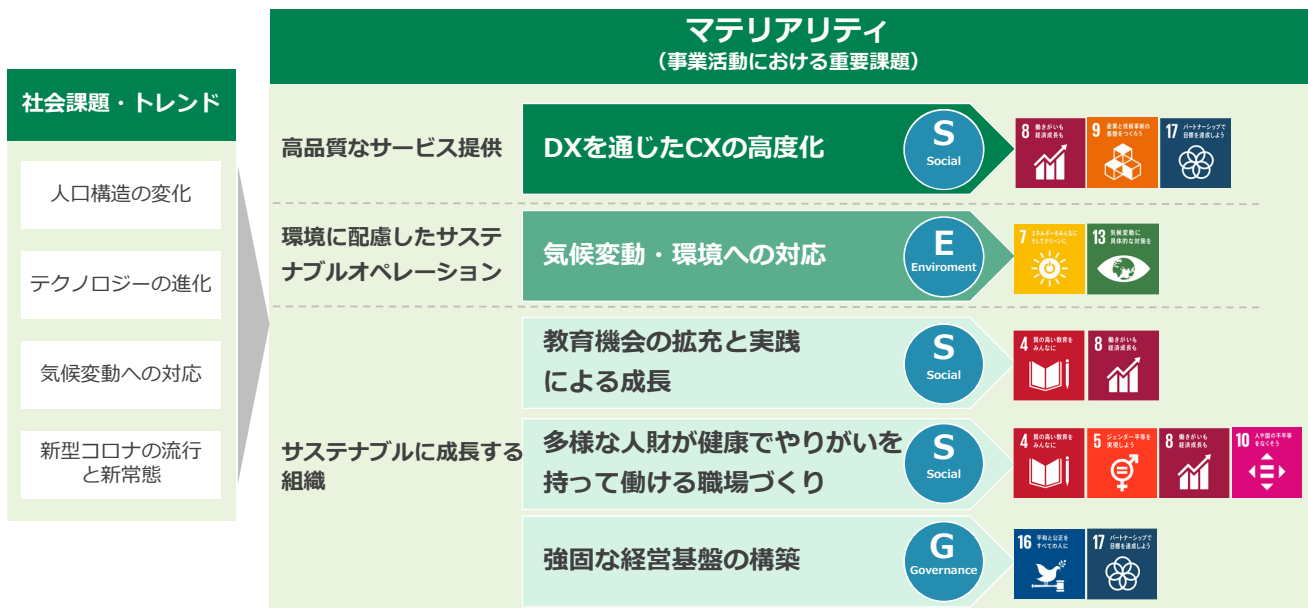 マテリアリティ
（事業活動における重要課題）
社会課題・トレンド
人口構造の変化
テクノロジーの進化
気候変動への対応
新型コロナの流行
と新常態
高品質なサービス提供
DXを通じたCXの高度化
S
Social
8 働きがいも
経済成長も
9 産業と技術革新の
基盤をつくろう
17 パートナーシップで
目標を達成しよう
環境に配慮したサステ
ナブルオペレーション
気候変動・環境への対応
E
Enviroment
7 エネルギーをみんなに
そしてクリーンに
13 気候変動に
具体的な対策を
サステナブルに成長する
組織
教育機会の拡充と実践
による成長
S
Social
4 質の高い教育を
みんなに
8 働きがいも
経済成長も
多様な人財が健康でやりがいを
持って働ける職場づくり
S
Social
4 質の高い教育を
みんなに
5 ジェンダー平等を
実現しよう
8 働きがいも
経済成長も
10 人や国の不平等
をなくそう
強固な経営基盤の構築
G
Governance
16 平和と公正を
すべての人に
17 パートナーシップで
目標を達成しよう